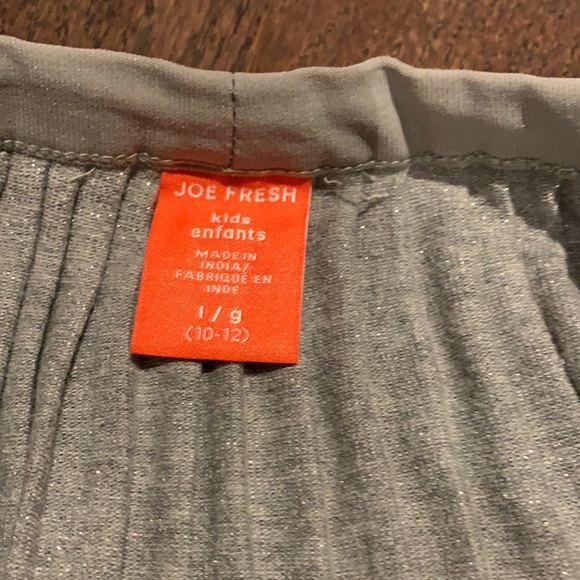 JOE FRESH
kids
enfants
MADE IN
INDIA/
FABRIQUÉ EN
INDE
l / g
(10-12)